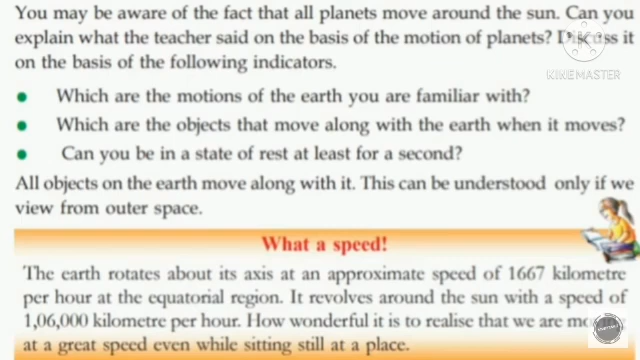 You may be aware of the fact that all planets move around the sun. Can you
explain what the teacher said on the basis of the motion of planets? Discuss it
on the basis of the following indicators.
K
KINEMASTER
● Which are the motions of the earth you are familiar with?
● Which are the objects that move along with the earth when it moves?
● Can you be in a state of rest at least for a second?
All objects on the earth move along with it. This can be understood only if we
view from outer space.
What a speed!
The earth rotates about its axis at an approximate speed of 1667 kilometre
per hour at the equatorial region. It revolves around the sun with a speed of
1,06,000 kilometre per hour. How wonderful it is to realise that we are
at a great speed even while sitting still at a place.